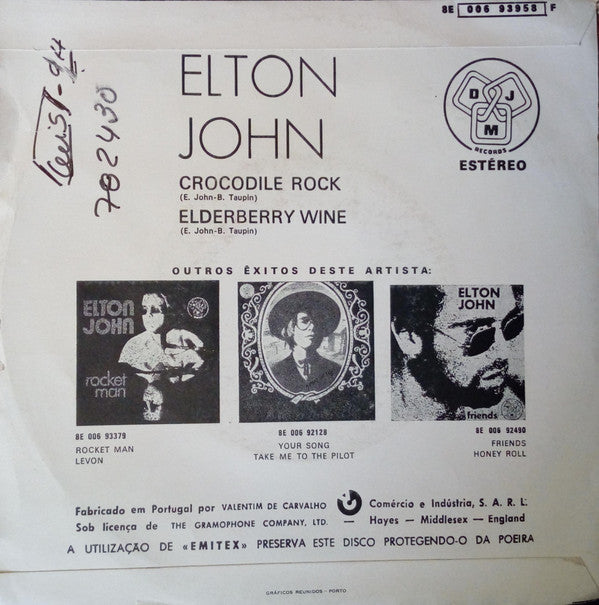 8E 006 93958 F
702430
ELTON
JOHN
D J M
RECORDS
ESTÉREO
CROCODILE ROCK
(E. John-B. Taupin)
ELDERBERRY WINE
(E. John-B. Taupin)
OUTROS ÊXITOS DESTE ARTISTA:
ELTON
JOHN
rocket
man
ELTON
JOHN
friends
8E 006 93379
ROCKET MAN
LEVON
8E 006 92128
YOUR SONG
TAKE ME TO THE PILOT
8E 006 92490
FRIENDS
HONEY ROLL
Fabricado em Portugal por VALENTIM DE CARVALHO Comércio e Indústria, S. A. R. L.
Sob licença de THE GRAMOPHONE COMPANY, LTD. — Hayes — Middlesex — England
A UTILIZAÇÃO DE «EMITEX» PRESERVA ESTE DISCO PROTEGENDO-O DA POEIRA
GRÁFICOS REUNIDOS - PORTO